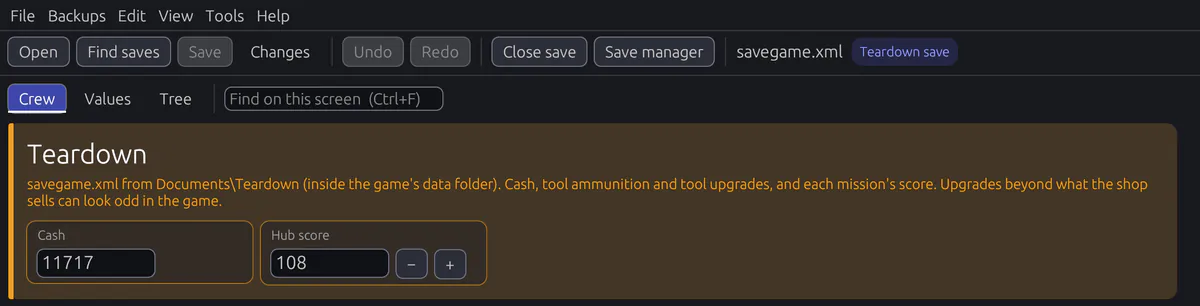 File Backups Edit View Tools Help
Open Find saves Save Changes Undo Redo Close save Save manager savegame.xml Teardown save
Crew Values Tree Find on this screen (Ctrl+F)
Teardown
savegame.xml from Documents\Teardown (inside the game's data folder). Cash, tool ammunition and tool upgrades, and each mission's score. Upgrades beyond what the shop
sells can look odd in the game.
Cash Hub score
11717 108 − +